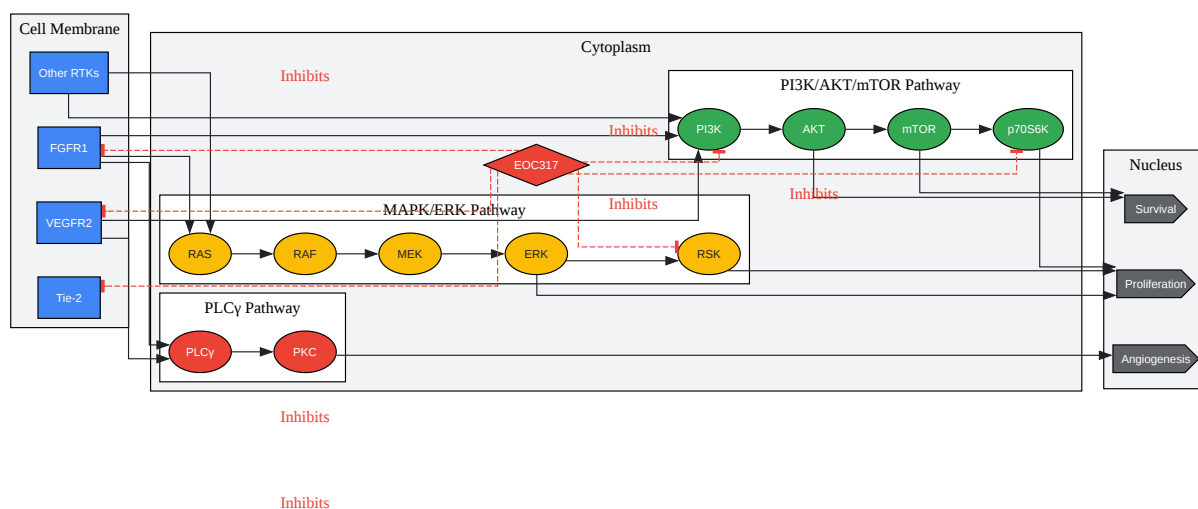 Cell Membrane
Other RTKs
FGFR1
VEGFR2
Tie-2
Cytoplasm
Inhibits
PI3K/AKT/mTOR Pathway
PI3K
AKT
mTOR
p70S6K
Inhibits
EOC317
Inhibits
Inhibits
MAPK/ERK Pathway
RAS
RAF
MEK
ERK
RSK
PLCγ Pathway
PLCγ
PKC
Nucleus
Survival
Proliferation
Angiogenesis
Inhibits
Inhibits